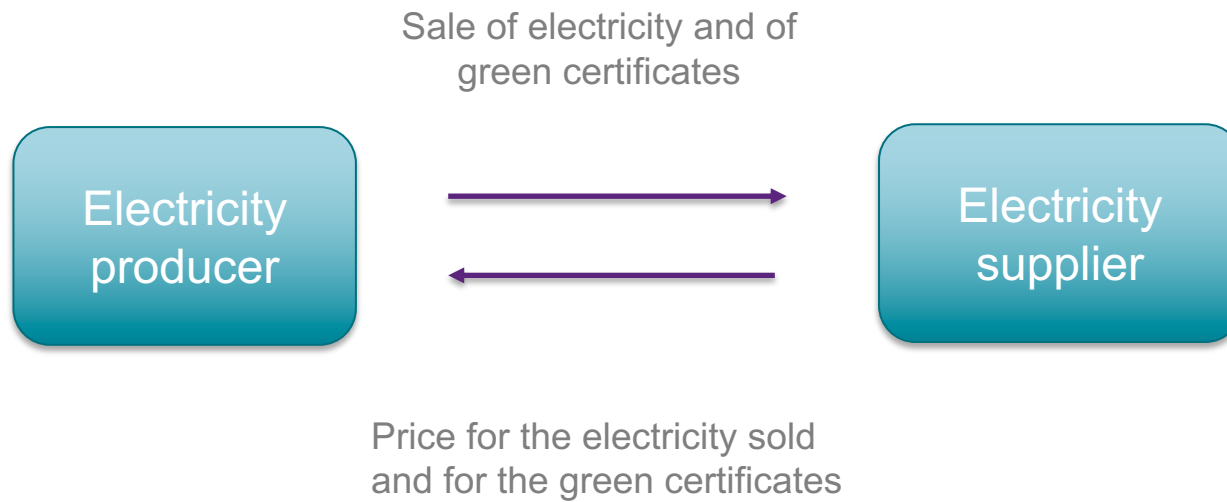 Sale of electricity and of
green certificates
Electricity
producer
Electricity
supplier
Price for the electricity sold
and for the green certificates